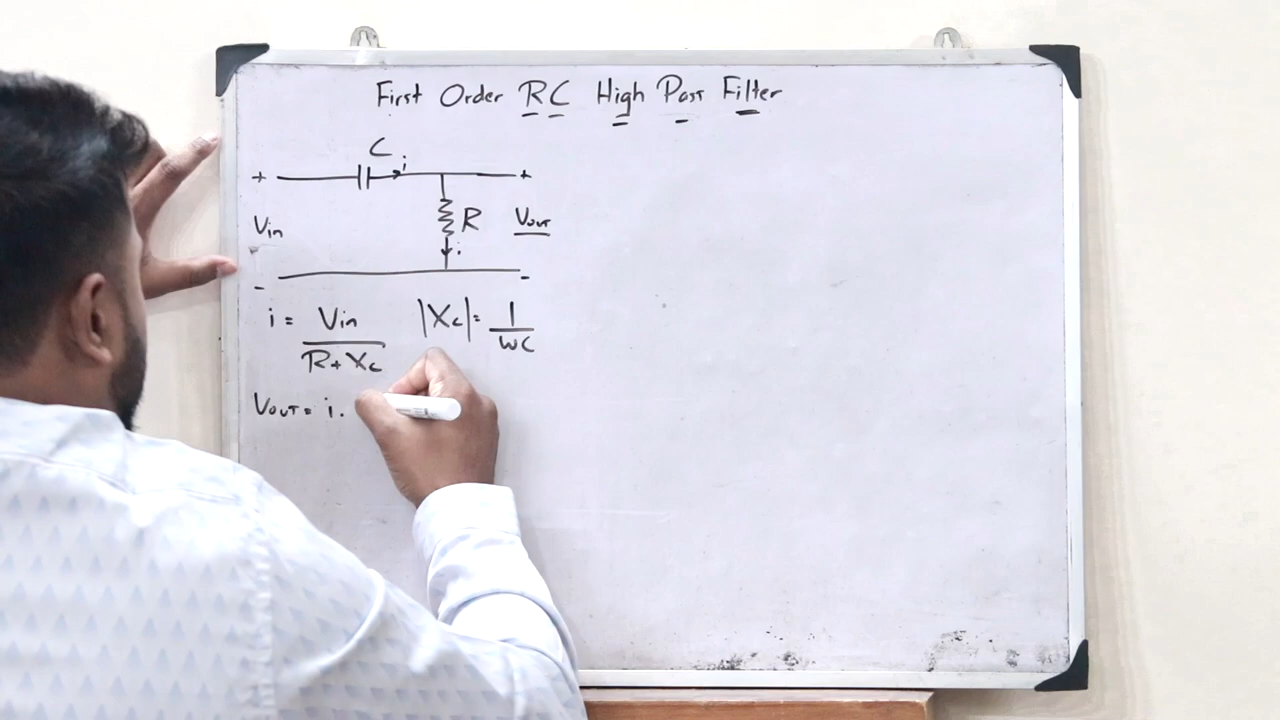 First Order RC High Pass Filter
C
i
+ +
Vin R Vout
i
- -
i = Vin / R + Xc |Xc| = 1 / WC
Vout = i .